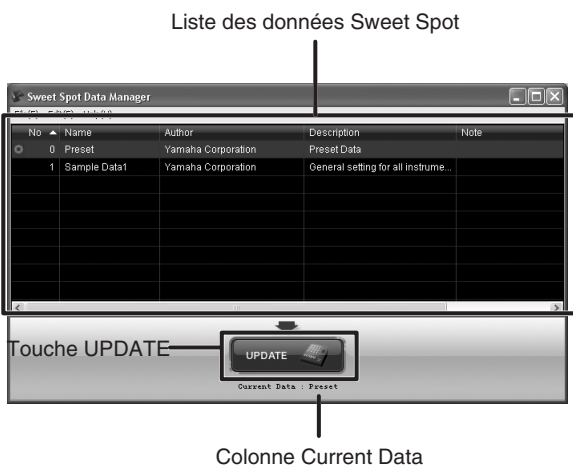 Liste des données Sweet Spot
Sweet Spot Data Manager
No Name Author Description Note
0 Preset Yamaha Corporation Preset Data
1 Sample Data1 Yamaha Corporation General setting for all instrume...
Touche UPDATE
UPDATE
Current Data : Preset
Colonne Current Data